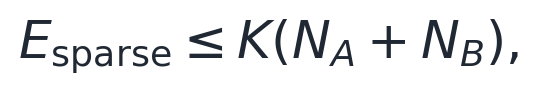 E_sparse ≤ K(N_A + N_B),